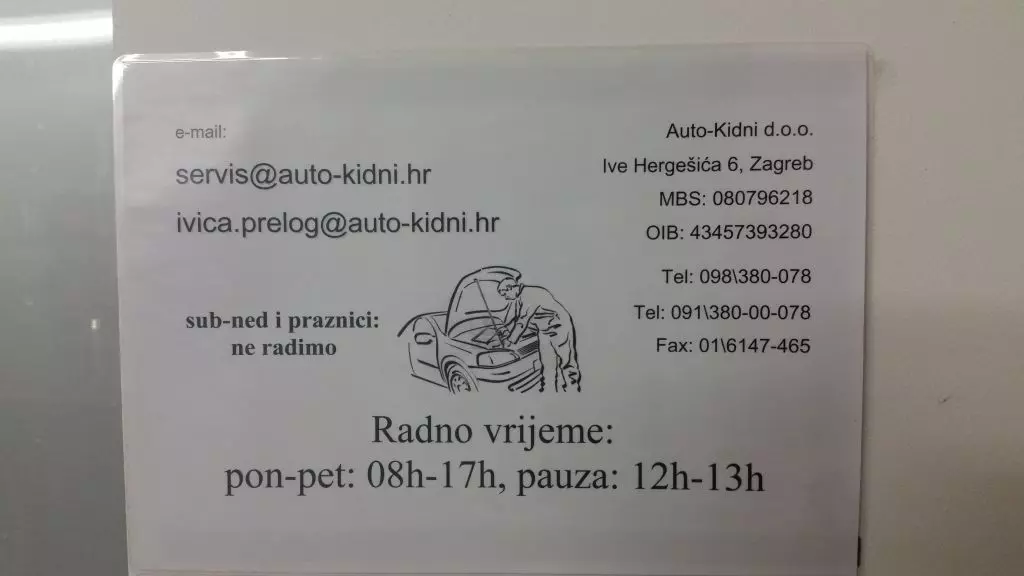 e-mail:
servis@auto-kidni.hr
ivica.prelog@auto-kidni.hr
Auto-Kidni d.o.o.
Ive Hergešića 6, Zagreb
MBS: 080796218
OIB: 43457393280
Tel: 098\380-078
Tel: 091\380-00-078
Fax: 01\6147-465
sub-ned i praznici:
ne radimo
Radno vrijeme:
pon-pet: 08h-17h, pauza: 12h-13h